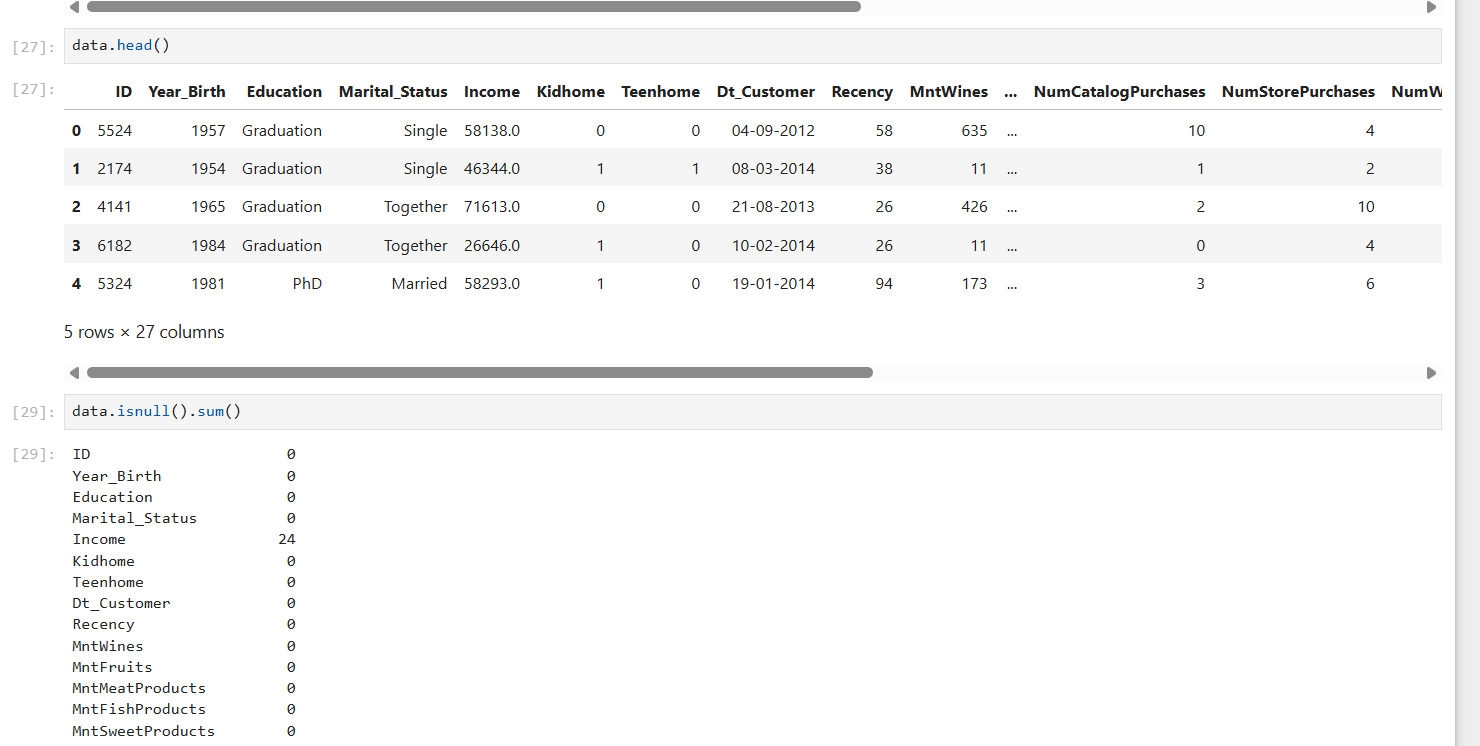 [27]: data.head()
[27]: ID Year_Birth Education Marital_Status Income Kidhome Teenhome Dt_Customer Recency MntWines ... NumCatalogPurchases NumStorePurchases NumW
0 5524 1957 Graduation Single 58138.0 0 0 04-09-2012 58 635 ... 10 4
1 2174 1954 Graduation Single 46344.0 1 1 08-03-2014 38 11 ... 1 2
2 4141 1965 Graduation Together 71613.0 0 0 21-08-2013 26 426 ... 2 10
3 6182 1984 Graduation Together 26646.0 1 0 10-02-2014 26 11 ... 0 4
4 5324 1981 PhD Married 58293.0 1 0 19-01-2014 94 173 ... 3 6
5 rows × 27 columns
[29]: data.isnull().sum()
[29]: ID 0
Year_Birth 0
Education 0
Marital_Status 0
Income 24
Kidhome 0
Teenhome 0
Dt_Customer 0
Recency 0
MntWines 0
MntFruits 0
MntMeatProducts 0
MntFishProducts 0
MntSweetProducts 0